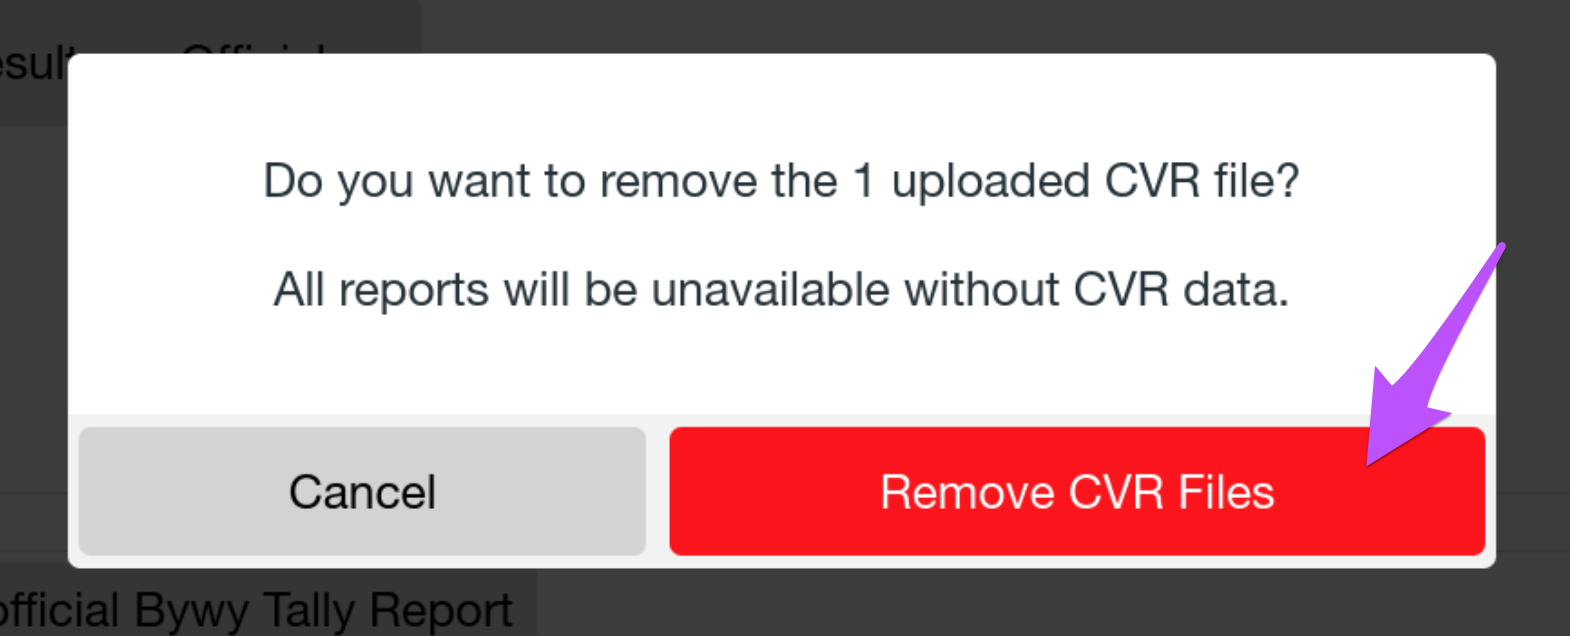 Do you want to remove the 1 uploaded CVR file?
All reports will be unavailable without CVR data.
Cancel
Remove CVR Files
official Bywy Tally Report